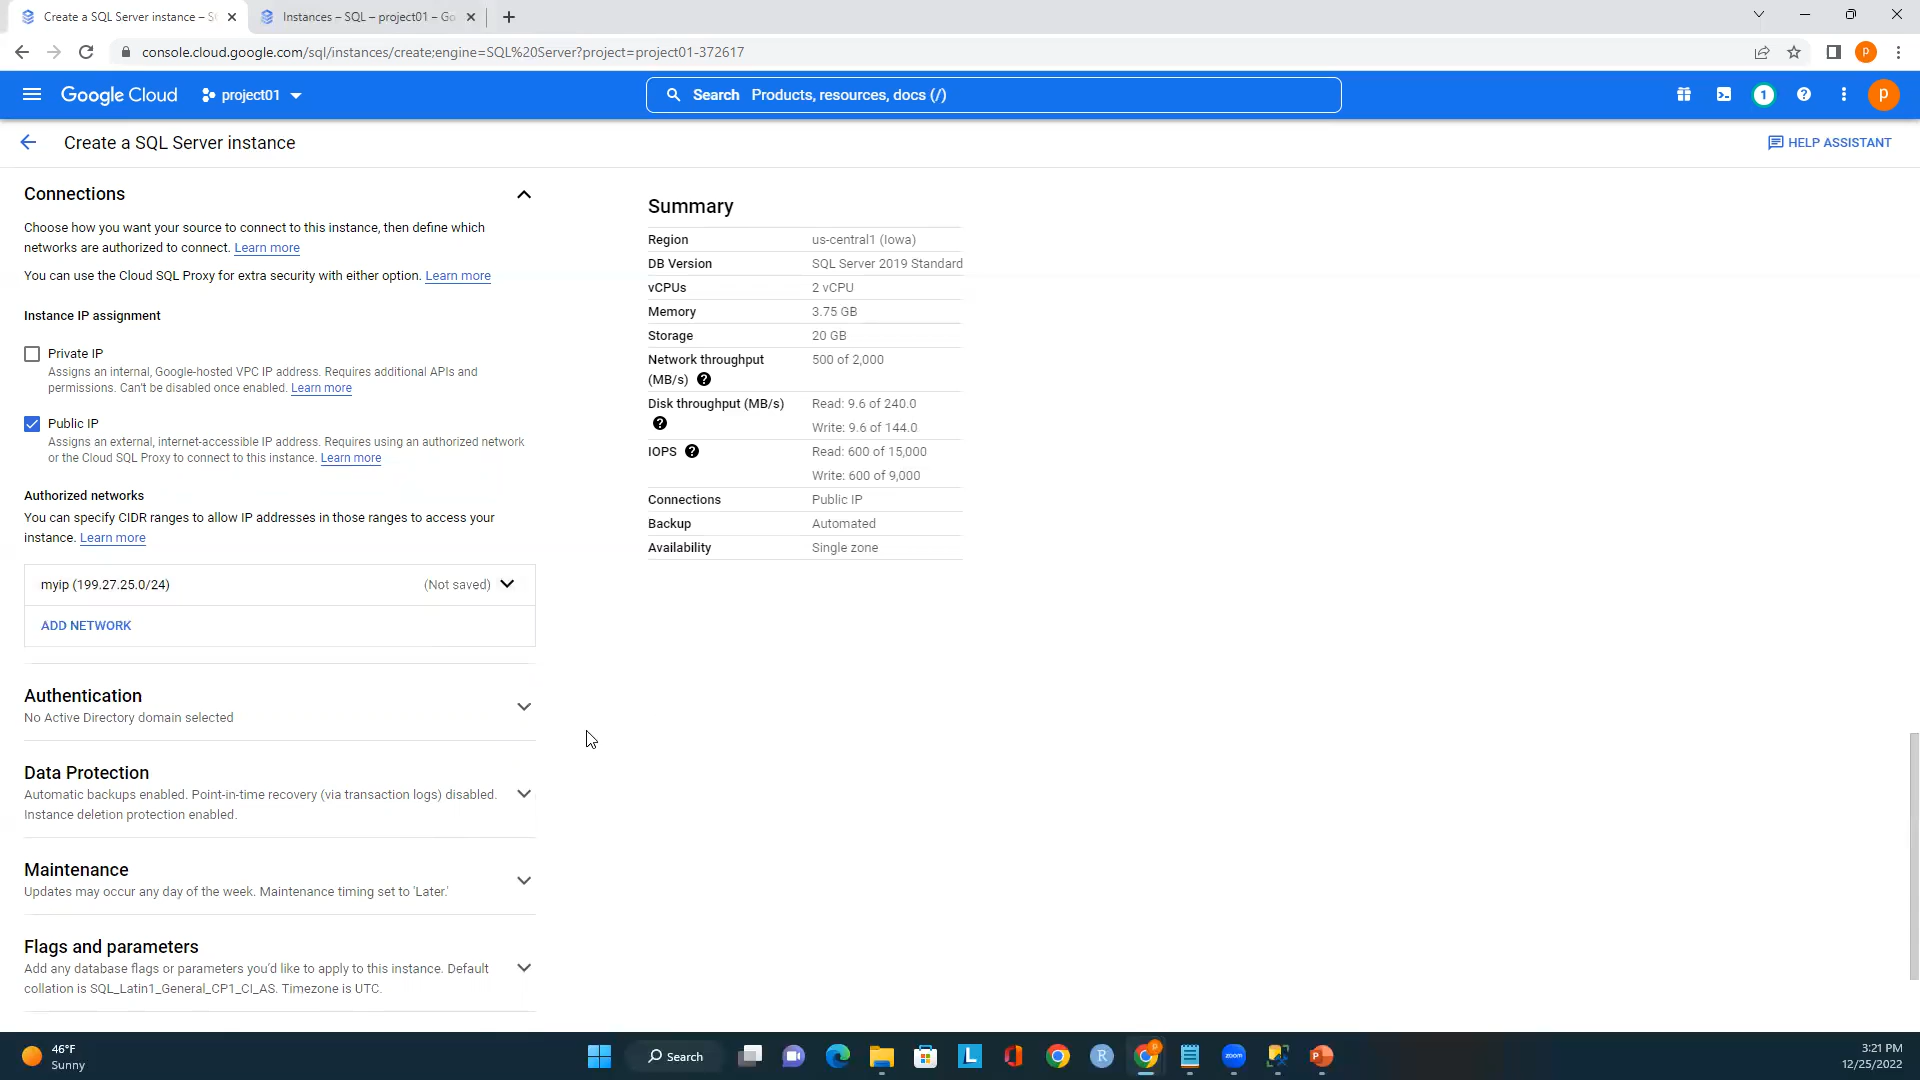 Create a SQL Server instance – S
Instances – SQL – project01 – Go
console.cloud.google.com/sql/instances/create;engine=SQL%20Server?project=project01-372617
P
Google Cloud
project01
Search Products, resources, docs (/)
1
P
Create a SQL Server instance
HELP ASSISTANT
Connections
Choose how you want your source to connect to this instance, then define which
networks are authorized to connect. Learn more
You can use the Cloud SQL Proxy for extra security with either option. Learn more
Instance IP assignment
Private IP
Assigns an internal, Google-hosted VPC IP address. Requires additional APIs and
permissions. Can't be disabled once enabled. Learn more
Public IP
Assigns an external, internet-accessible IP address. Requires using an authorized network
or the Cloud SQL Proxy to connect to this instance. Learn more
Authorized networks
You can specify CIDR ranges to allow IP addresses in those ranges to access your
instance. Learn more
myip (199.27.25.0/24) (Not saved)
ADD NETWORK
Authentication
No Active Directory domain selected
Data Protection
Automatic backups enabled. Point-in-time recovery (via transaction logs) disabled.
Instance deletion protection enabled.
Maintenance
Updates may occur any day of the week. Maintenance timing set to 'Later.'
Flags and parameters
Add any database flags or parameters you'd like to apply to this instance. Default
collation is SQL_Latin1_General_CP1_CI_AS. Timezone is UTC.
Summary
Region us-central1 (Iowa)
DB Version SQL Server 2019 Standard
vCPUs 2 vCPU
Memory 3.75 GB
Storage 20 GB
Network throughput 500 of 2,000
(MB/s)
Disk throughput (MB/s) Read: 9.6 of 240.0
Write: 9.6 of 144.0
IOPS Read: 600 of 15,000
Write: 600 of 9,000
Connections Public IP
Backup Automated
Availability Single zone
46°F
Sunny
Search
L
R
zoom
P
3:21 PM
12/25/2022